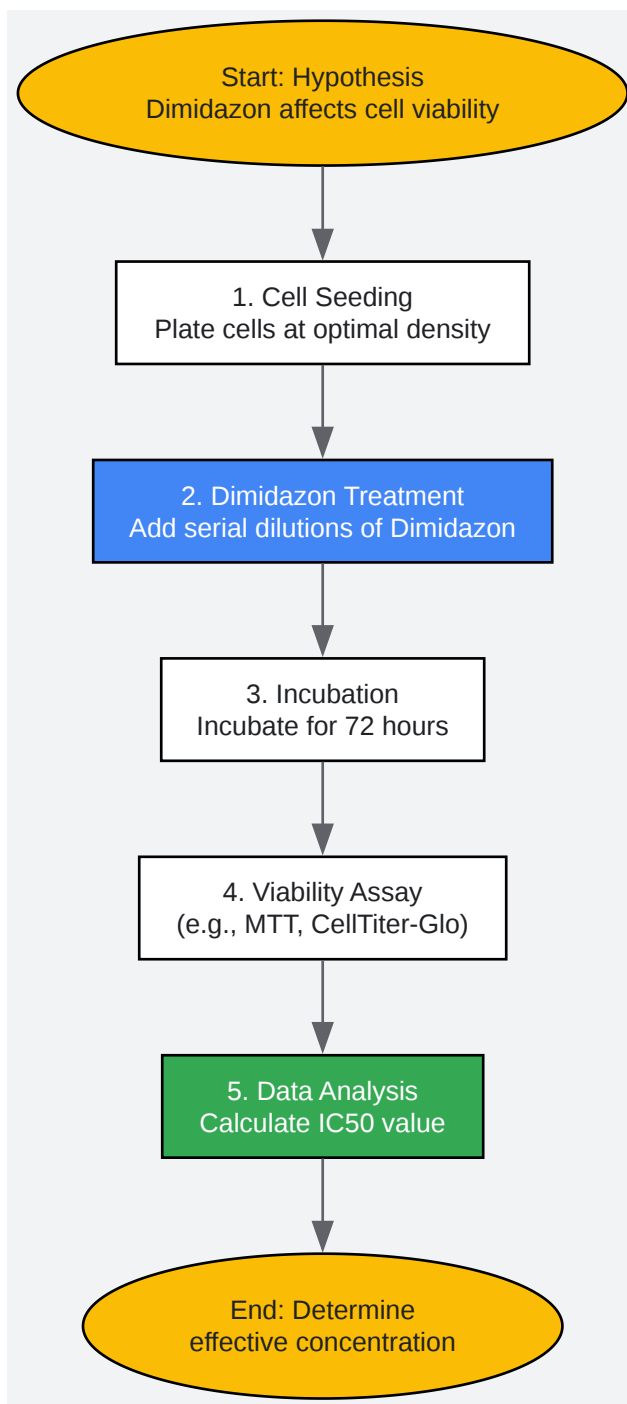 Start: Hypothesis
Dimidazon affects cell viability
1. Cell Seeding
Plate cells at optimal density
2. Dimidazon Treatment
Add serial dilutions of Dimidazon
3. Incubation
Incubate for 72 hours
4. Viability Assay
(e.g., MTT, CellTiter-Glo)
5. Data Analysis
Calculate IC50 value
End: Determine
effective concentration